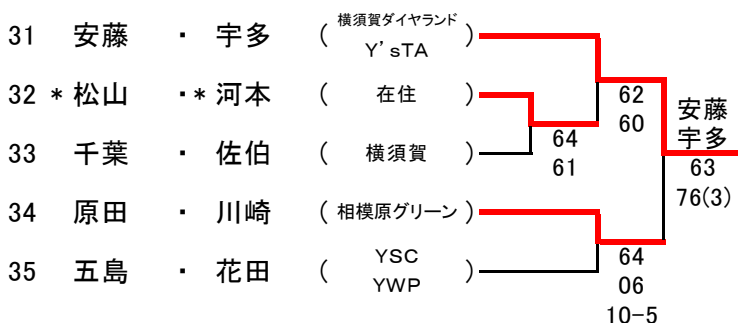 31 安藤 ・ 宇多 ( 横須賀ダイヤランド Y'sTA )
32 * 松山 ・ * 河本 ( 在住 )
33 千葉 ・ 佐伯 ( 横須賀 )
34 原田 ・ 川崎 ( 相模原グリーン )
35 五島 ・ 花田 ( YSC YWP )
64
61
62
60
64
06
10-5
安藤
宇多
63
76(3)